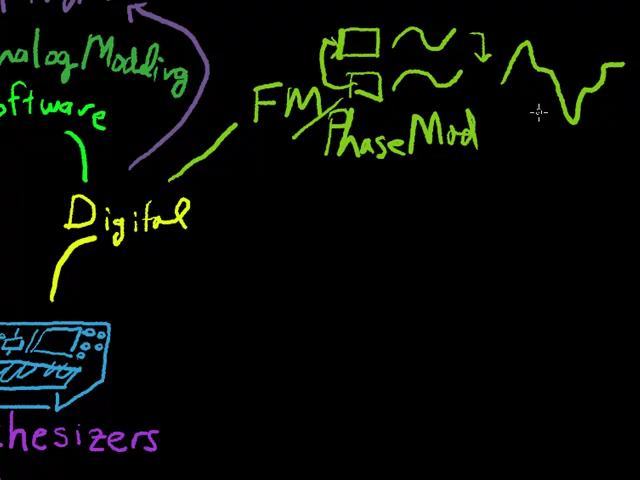 nalog Modeling
oftware
FM/PhaseMod
Digital
hesizers